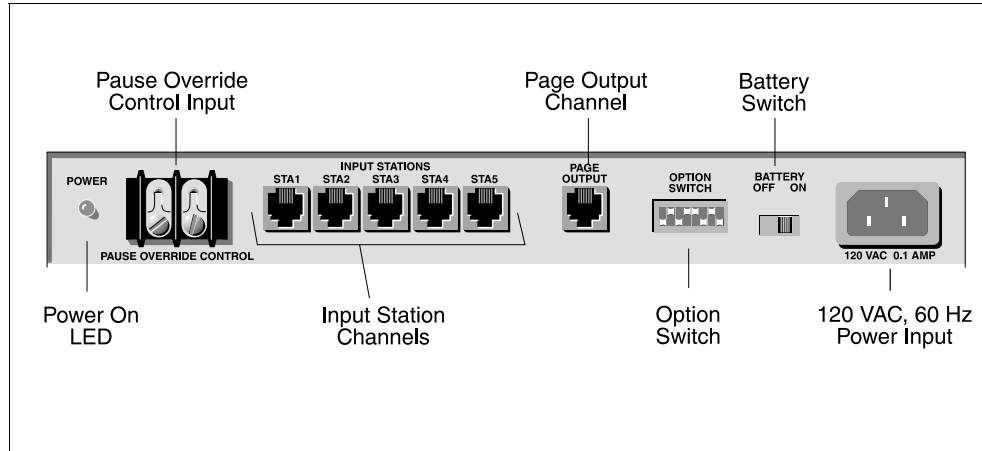 Pause Override
Control Input
Page Output
Channel
Battery
Switch
POWER
INPUT STATIONS
STA1 STA2 STA3 STA4 STA5
PAGE
OUTPUT
OPTION
SWITCH
BATTERY
OFF ON
PAUSE OVERRIDE CONTROL
120 VAC 0.1 AMP
Power On
LED
Input Station
Channels
Option
Switch
120 VAC, 60 Hz
Power Input